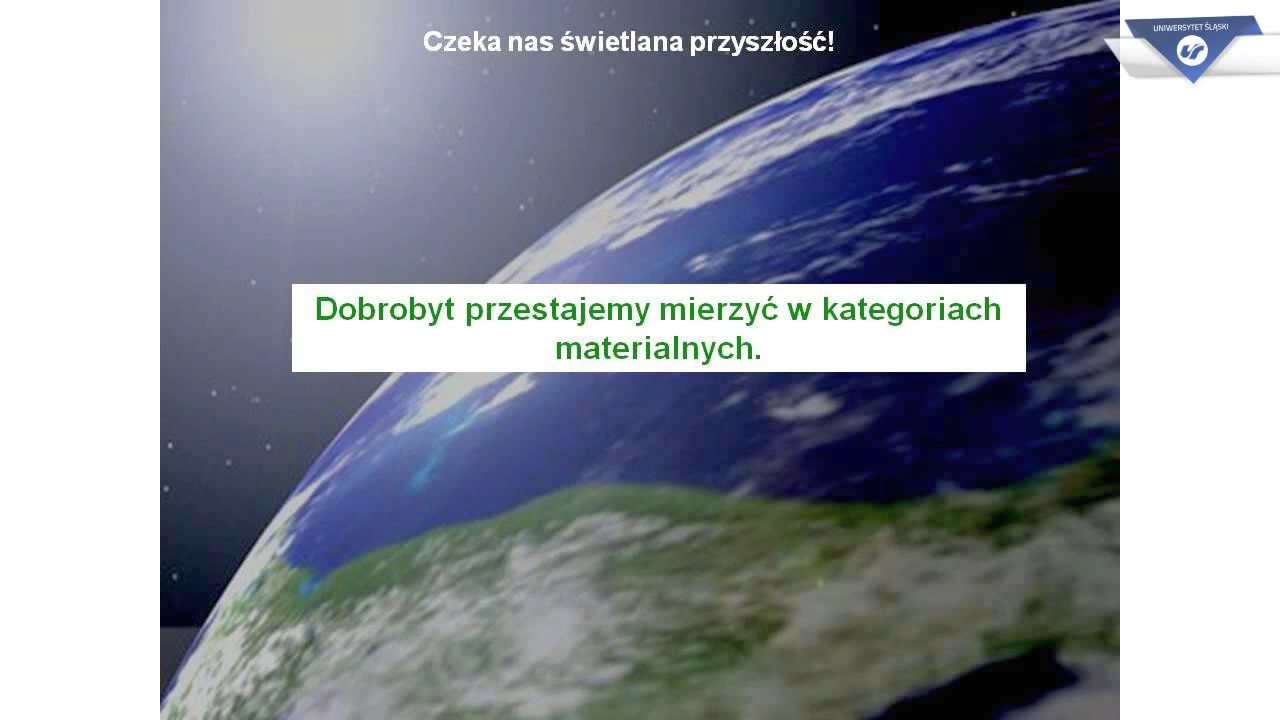 Czeka nas świetlana przyszłość!
UNIWERSYTET ŚLĄSKI
Dobrobyt przestajemy mierzyć w kategoriach
materialnych.